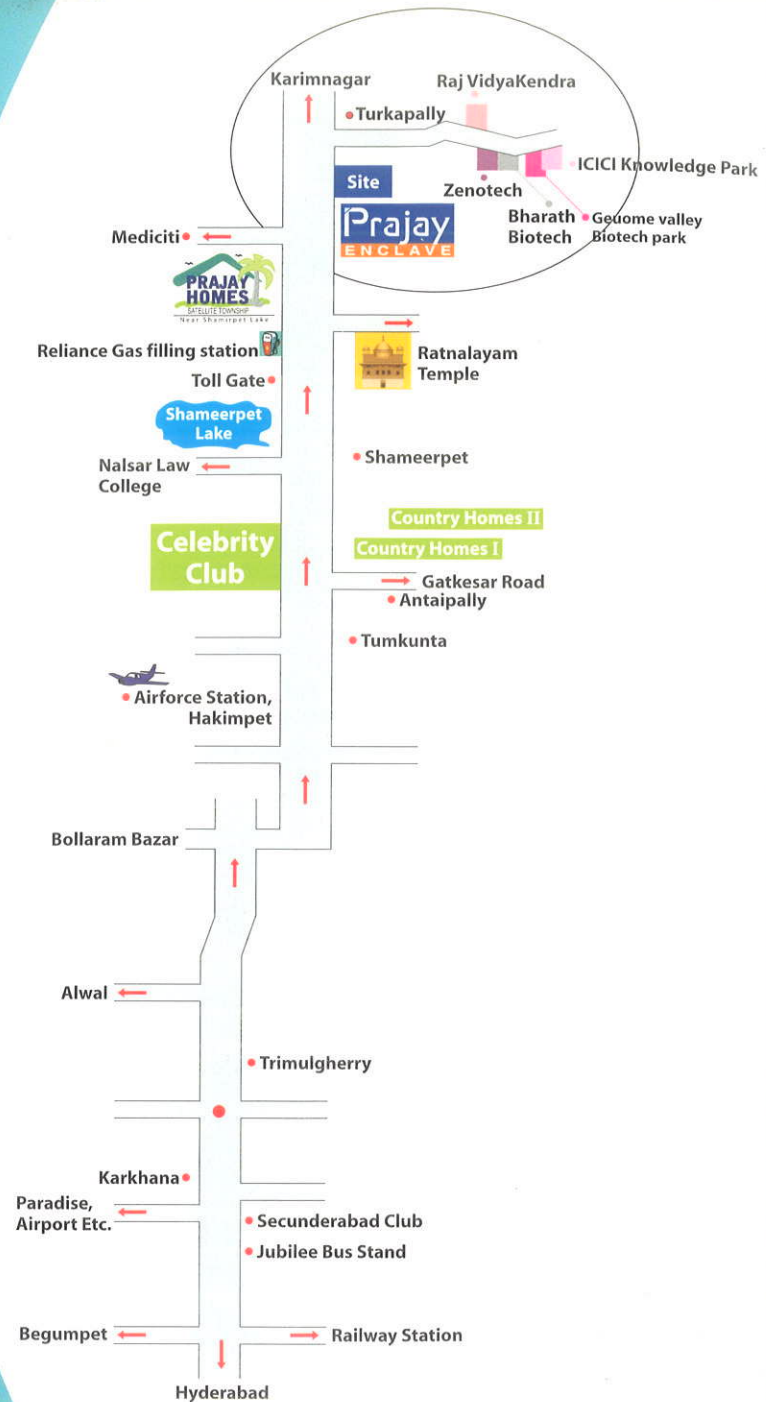 Karimnagar
Raj VidyaKendra
Turkapally
ICICI Knowledge Park
Site
Zenotech
Prajay
ENCLAVE
Bharath
Biotech
Geuome valley
Biotech park
Mediciti
PRAJAY
HOMES
SATELLITE TOWNSHIP
Near Shamirpet Lake
Reliance Gas filling station
Ratnalayam
Temple
Toll Gate
Shameerpet
Lake
Shameerpet
Nalsar Law
College
Country Homes II
Celebrity
Club
Country Homes I
Gatkesar Road
Antaipally
Tumkunta
Airforce Station,
Hakimpet
Bollaram Bazar
Alwal
Trimulgherry
Karkhana
Paradise,
Airport Etc.
Secunderabad Club
Jubilee Bus Stand
Begumpet
Railway Station
Hyderabad